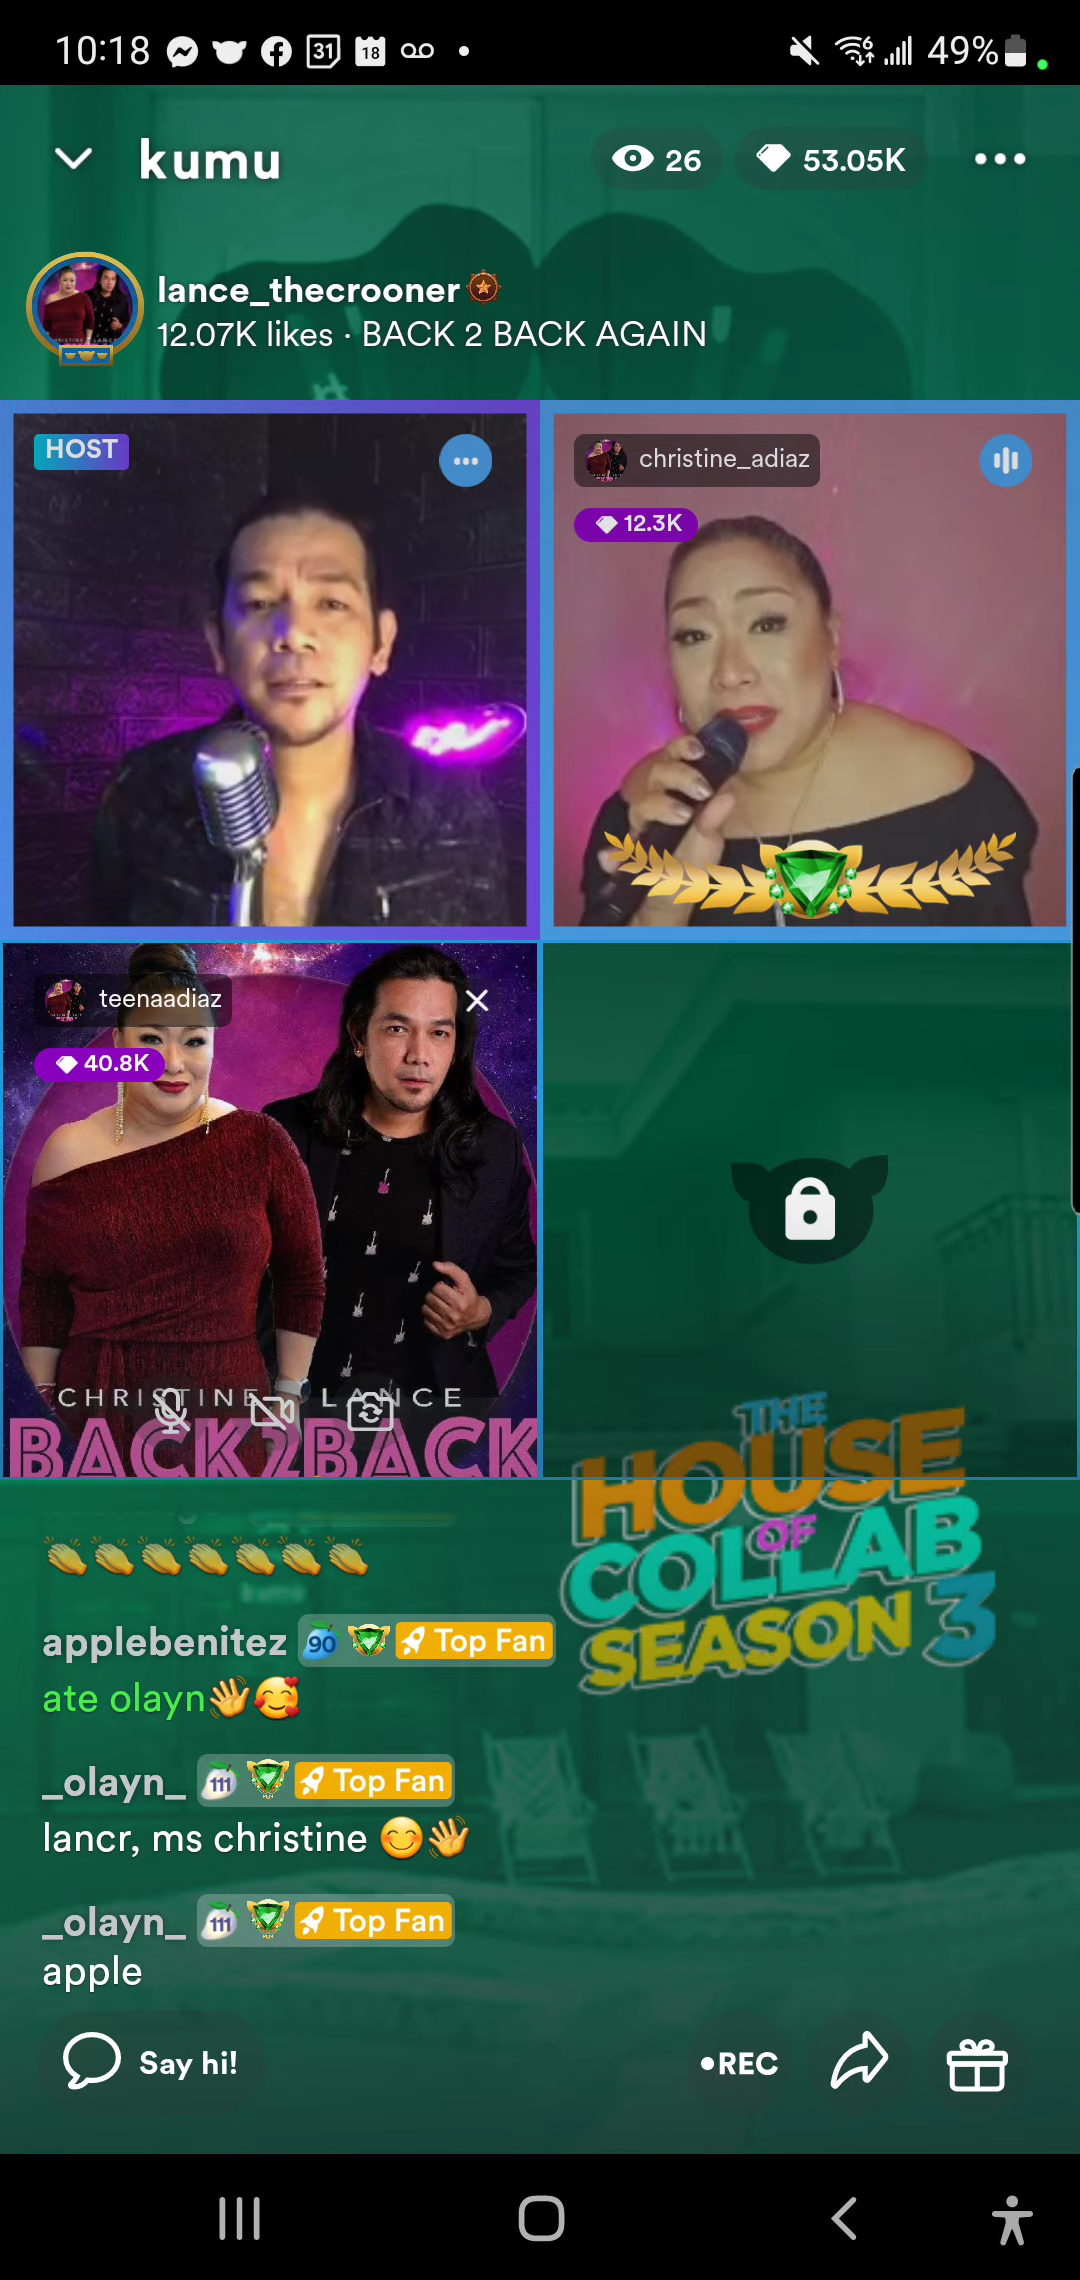 10:18
31
18
49%
kumu
26
53.05K
lance_thecrooner
12.07K likes · BACK 2 BACK AGAIN
HOST
christine_adiaz
12.3K
teenaadiaz
40.8K
CHRISTINE LANCE
BACK2BACK
THE
HOUSE
OF
COLLAB
SEASON 3
applebenitez 90 Top Fan
ate olayn
_olayn_ 111 Top Fan
lancr, ms christine
_olayn_ 111 Top Fan
apple
Say hi!
•REC